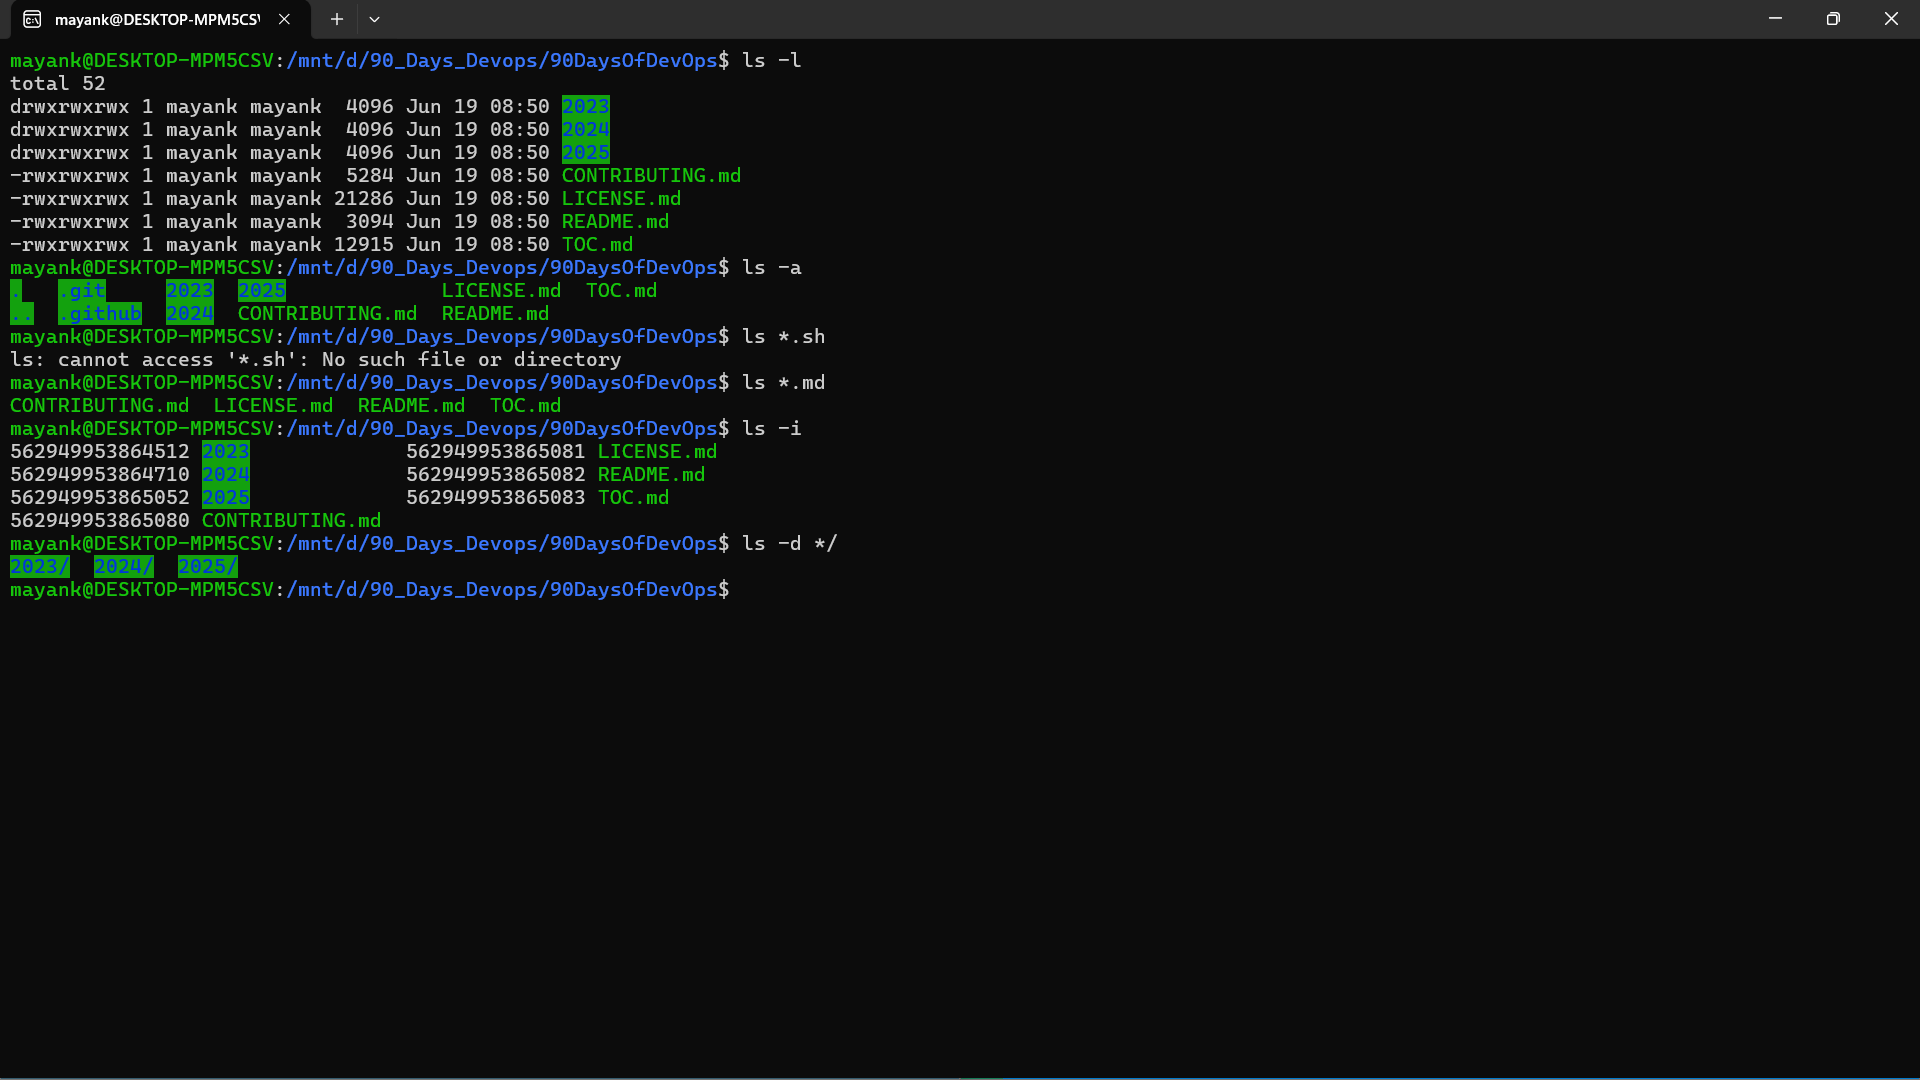 mayank@DESKTOP-MPM5CS
mayank@DESKTOP-MPM5CSV:/mnt/d/90_Days_Devops/90DaysOfDevOps$ ls -l
total 52
drwxrwxrwx 1 mayank mayank  4096 Jun 19 08:50 2023
drwxrwxrwx 1 mayank mayank  4096 Jun 19 08:50 2024
drwxrwxrwx 1 mayank mayank  4096 Jun 19 08:50 2025
-rwxrwxrwx 1 mayank mayank  5284 Jun 19 08:50 CONTRIBUTING.md
-rwxrwxrwx 1 mayank mayank 21286 Jun 19 08:50 LICENSE.md
-rwxrwxrwx 1 mayank mayank  3094 Jun 19 08:50 README.md
-rwxrwxrwx 1 mayank mayank 12915 Jun 19 08:50 TOC.md
mayank@DESKTOP-MPM5CSV:/mnt/d/90_Days_Devops/90DaysOfDevOps$ ls -a
.   .git     2023  2025             LICENSE.md  TOC.md
..  .github  2024  CONTRIBUTING.md  README.md
mayank@DESKTOP-MPM5CSV:/mnt/d/90_Days_Devops/90DaysOfDevOps$ ls *.sh
ls: cannot access '*.sh': No such file or directory
mayank@DESKTOP-MPM5CSV:/mnt/d/90_Days_Devops/90DaysOfDevOps$ ls *.md
CONTRIBUTING.md  LICENSE.md  README.md  TOC.md
mayank@DESKTOP-MPM5CSV:/mnt/d/90_Days_Devops/90DaysOfDevOps$ ls -i
562949953864512 2023             562949953865081 LICENSE.md
562949953864710 2024             562949953865082 README.md
562949953865052 2025             562949953865083 TOC.md
562949953865080 CONTRIBUTING.md
mayank@DESKTOP-MPM5CSV:/mnt/d/90_Days_Devops/90DaysOfDevOps$ ls -d */
2023/  2024/  2025/
mayank@DESKTOP-MPM5CSV:/mnt/d/90_Days_Devops/90DaysOfDevOps$